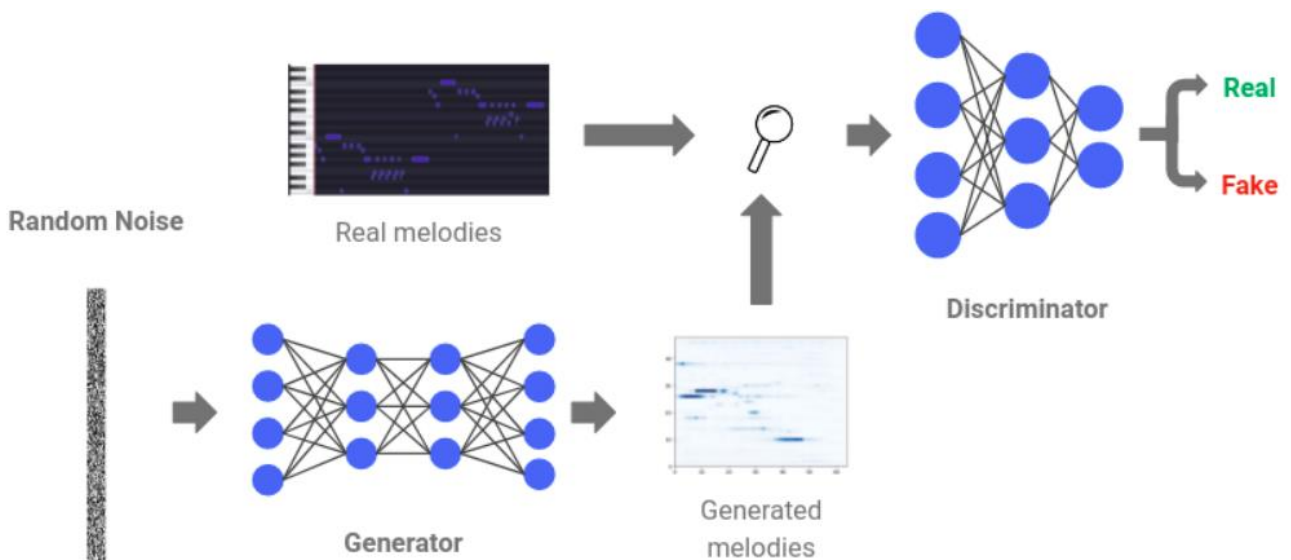 Real
Fake
Random Noise
Real melodies
Discriminator
Generator
Generated
melodies